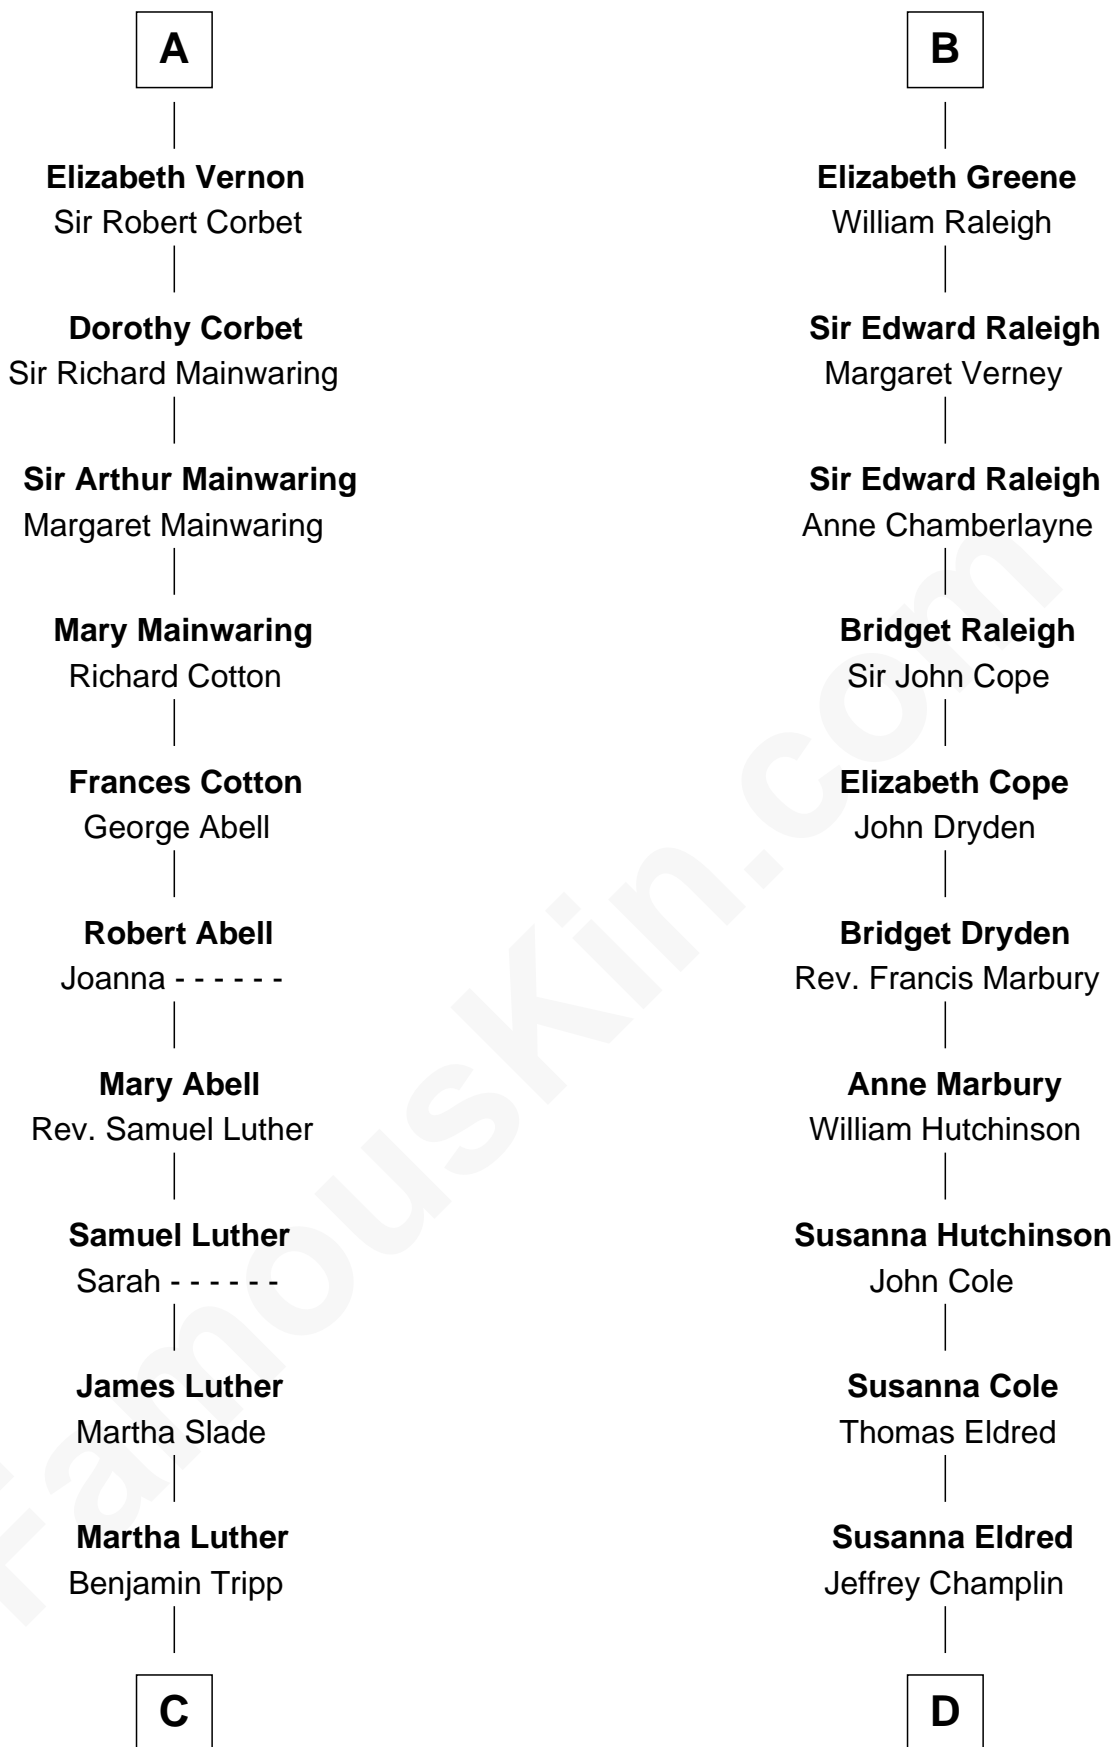 A
Elizabeth Vernon
Sir Robert Corbet
Dorothy Corbet
Sir Richard Mainwaring
Sir Arthur Mainwaring
Margaret Mainwaring
Mary Mainwaring
Richard Cotton
Frances Cotton
George Abell
Robert Abell
Joanna - - - - - -
Mary Abell
Rev. Samuel Luther
Samuel Luther
Sarah - - - - - -
James Luther
Martha Slade
Martha Luther
Benjamin Tripp
C
B
Elizabeth Greene
William Raleigh
Sir Edward Raleigh
Margaret Verney
Sir Edward Raleigh
Anne Chamberlayne
Bridget Raleigh
Sir John Cope
Elizabeth Cope
John Dryden
Bridget Dryden
Rev. Francis Marbury
Anne Marbury
William Hutchinson
Susanna Hutchinson
John Cole
Susanna Cole
Thomas Eldred
Susanna Eldred
Jeffrey Champlin
D
FamousKin.com